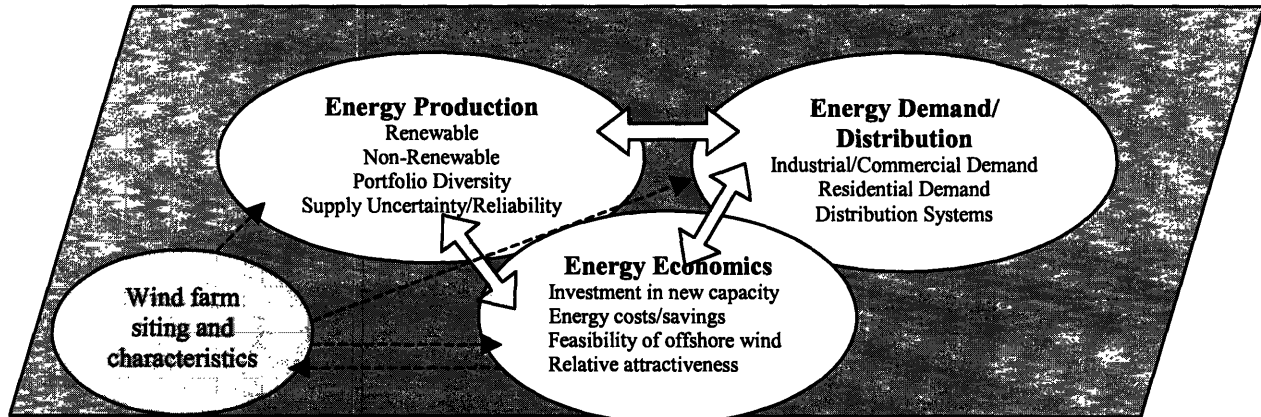 Energy Production
Renewable
Non-Renewable
Portfolio Diversity
Supply Uncertainty/Reliability
Energy Demand/
Distribution
Industrial/Commercial Demand
Residential Demand
Distribution Systems
Energy Economics
Investment in new capacity
Energy costs/savings
Feasibility of offshore wind
Relative attractiveness
Wind farm
siting and
characteristics